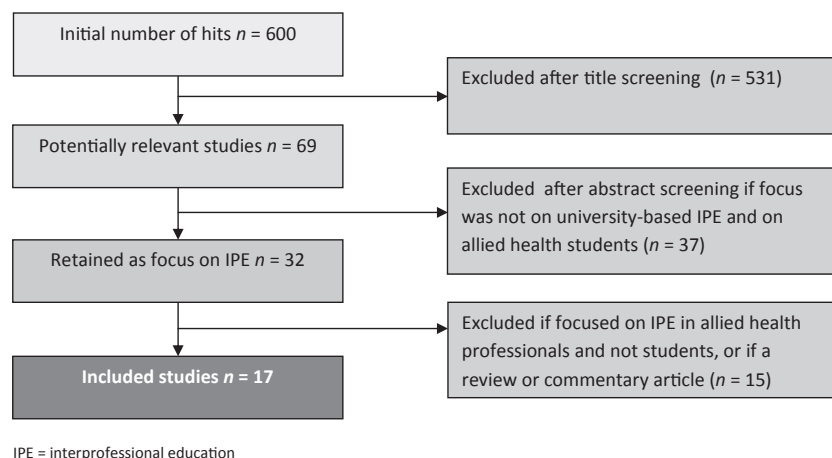 Initial number of hits n = 600
Excluded after title screening (n = 531)
Potentially relevant studies n = 69
Excluded after abstract screening if focus
was not on university-based IPE and on
allied health students (n = 37)
Retained as focus on IPE n = 32
Excluded if focused on IPE in allied health
professionals and not students, or if a
review or commentary article (n = 15)
Included studies n = 17
IPE = interprofessional education